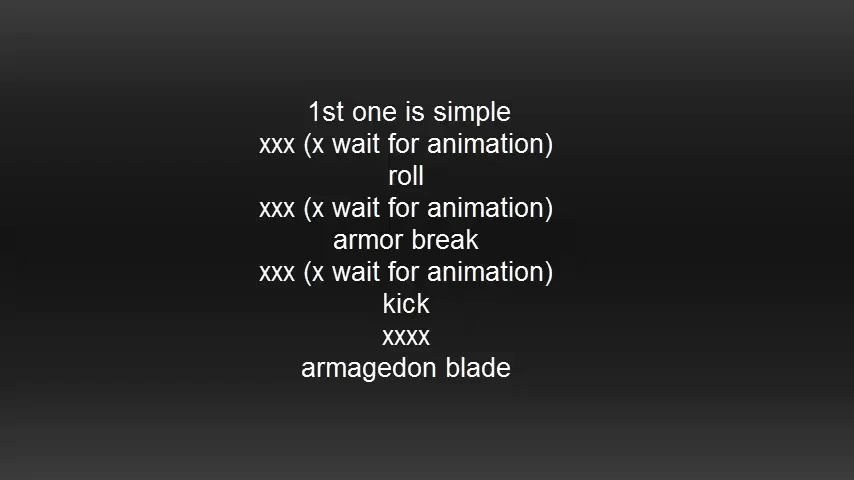 1st one is simple
xxx (x wait for animation)
roll
xxx (x wait for animation)
armor break
xxx (x wait for animation)
kick
xxxx
armagedon blade